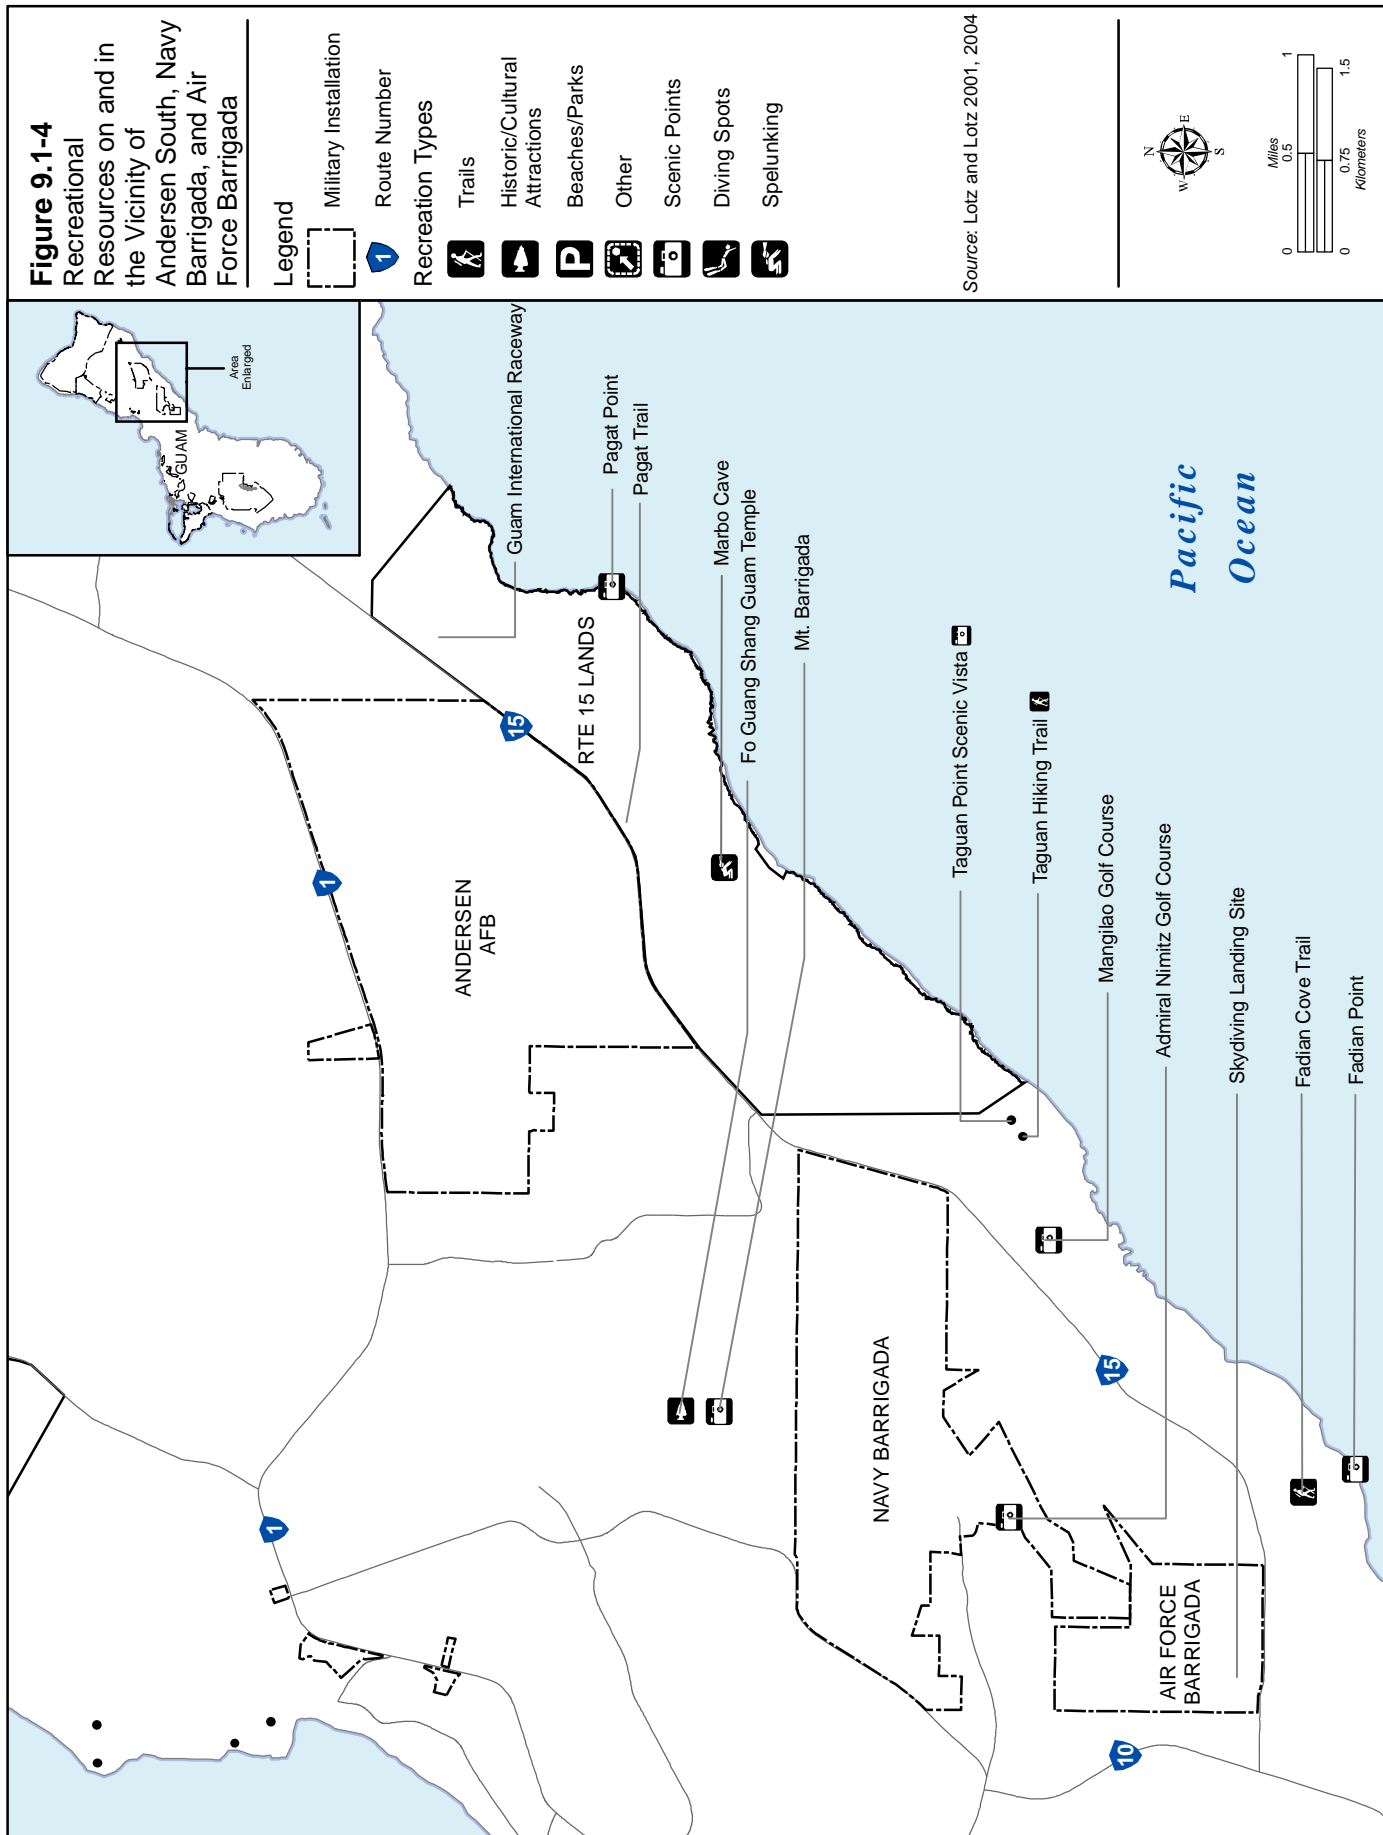 Figure 9.1-4
Recreational
Resources on and in
the Vicinity of
Andersen South, Navy
Barrigada, and Air
Force Barrigada
Legend
Military Installation
1
Route Number
Recreation Types
Trails
Historic/Cultural
Attractions
P
Beaches/Parks
Other
Scenic Points
Diving Spots
Spelunking
Source: Lotz and Lotz 2001, 2004
N
W
E
S
Miles
0
0.5
1
0
0.75
1.5
Kilometers
GUAM
Area
Enlarged
Guam International Raceway
Pagat Point
Pagat Trail
Marbo Cave
Fo Guang Shang Guam Temple
Mt. Barrigada
Taguan Point Scenic Vista
Taguan Hiking Trail
Mangilao Golf Course
Admiral Nimitz Golf Course
Skydiving Landing Site
Fadian Cove Trail
Fadian Point
RTE 15 LANDS
15
1
ANDERSEN
AFB
1
NAVY BARRIGADA
15
AIR FORCE
BARRIGADA
10
Pacific
Ocean